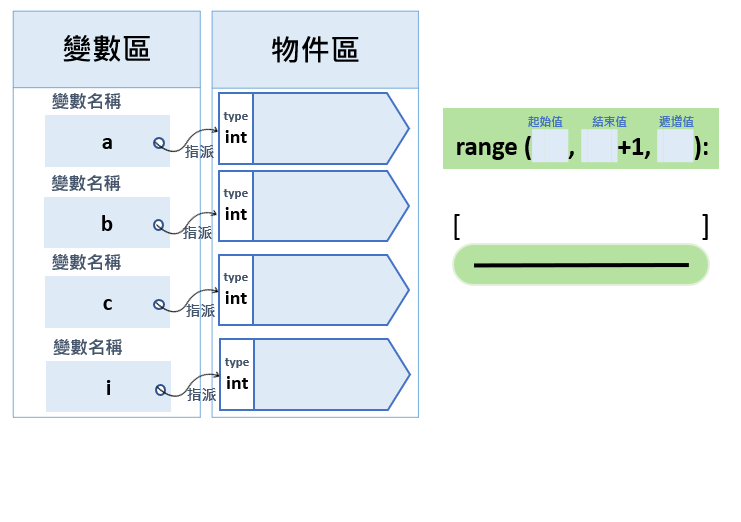 變數區
物件區
變數名稱
a
指派
type
int
變數名稱
b
指派
type
int
變數名稱
c
指派
type
int
變數名稱
i
指派
type
int
起始值 結束值 遞增值
range ( , +1, ):
[ ]